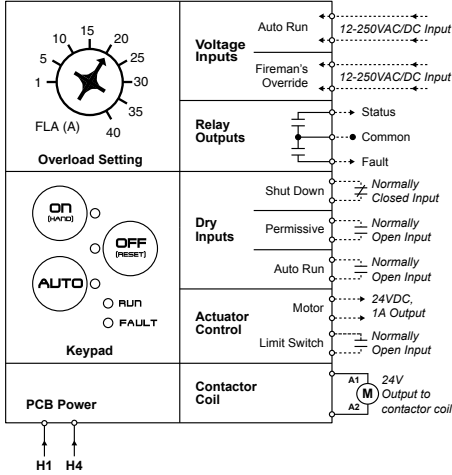 15
10
20
5
25
1
30
35
FLA (A)
40
Overload Setting
Voltage
Inputs
Auto Run
12-250VAC/DC Input
Fireman's
Override
12-250VAC/DC Input
Relay
Outputs
Status
Common
Fault
ON
(HAND)
OFF
(RESET)
AUTO
RUN
FAULT
Keypad
Dry
Inputs
Shut Down
Normally
Closed Input
Permissive
Normally
Open Input
Auto Run
Normally
Open Input
Actuator
Control
Motor
24VDC,
1A Output
Limit Switch
Normally
Open Input
PCB Power
Contactor
Coil
A1
M
A2
24V
Output to
contactor coil
H1 H4